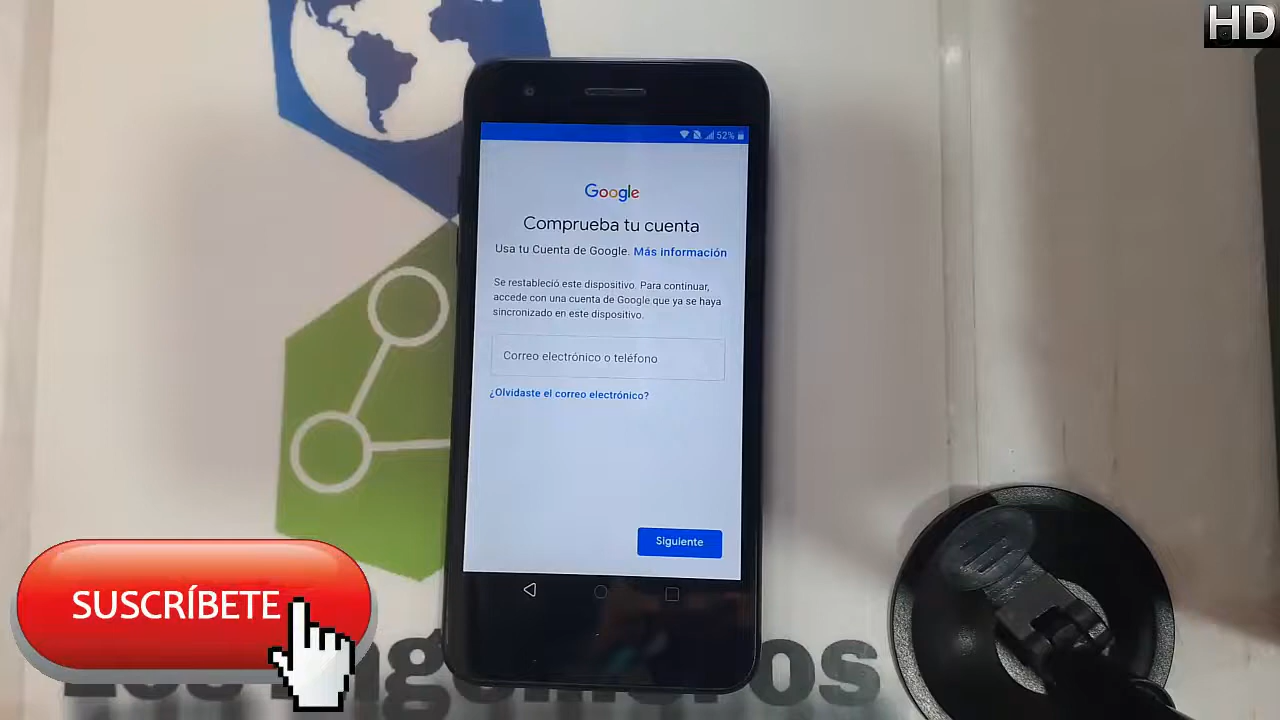 HD
52%
Google
Comprueba tu cuenta
Usa tu Cuenta de Google. Más información
Se restableció este dispositivo. Para continuar,
accede con una cuenta de Google que ya se haya
sincronizado en este dispositivo.
Correo electrónico o teléfono
¿Olvidaste el correo electrónico?
Siguiente
SUSCRÍBETE